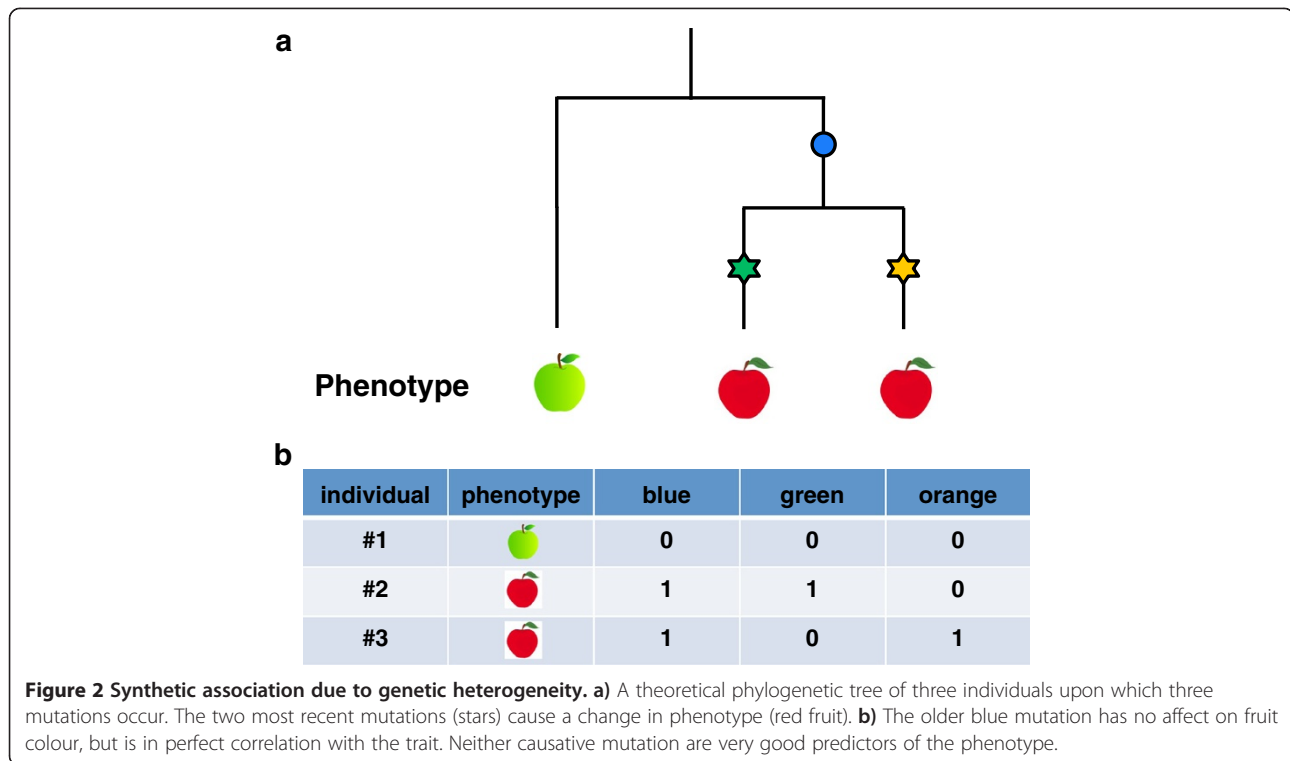 a
Phenotype
b
individual phenotype blue green orange
#1 0 0 0
#2 1 1 0
#3 1 0 1
Figure 2 Synthetic association due to genetic heterogeneity. a) A theoretical phylogenetic tree of three individuals upon which three
mutations occur. The two most recent mutations (stars) cause a change in phenotype (red fruit). b) The older blue mutation has no affect on fruit
colour, but is in perfect correlation with the trait. Neither causative mutation are very good predictors of the phenotype.